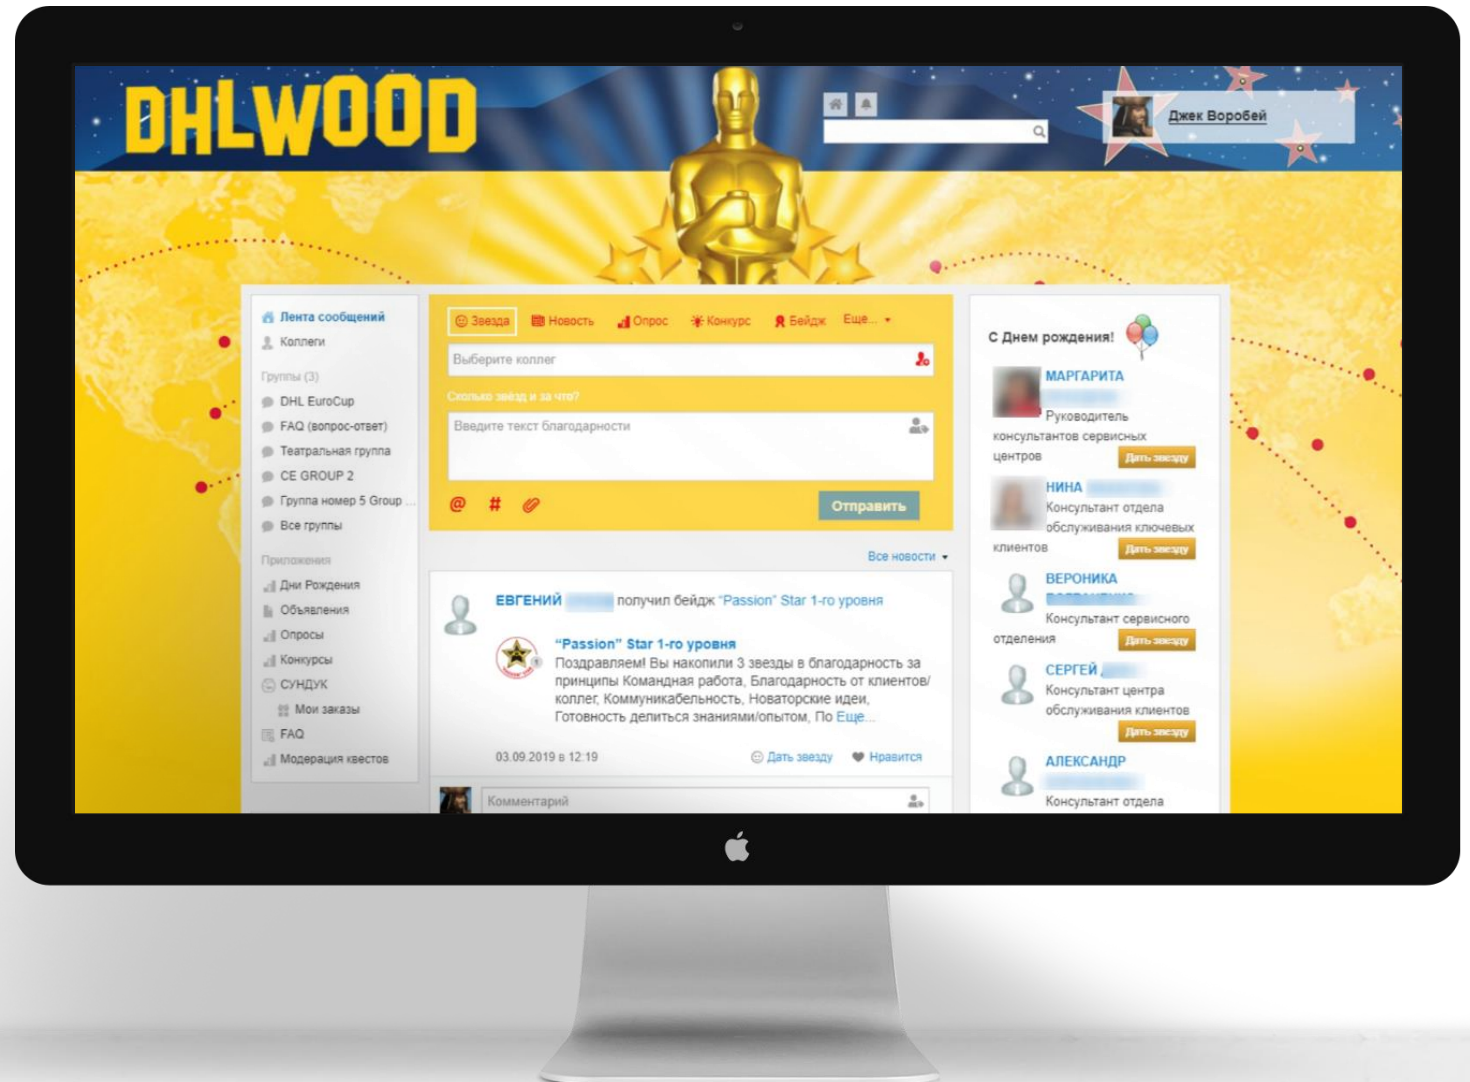 DHLWOOD
Джек Воробей
Лента сообщений
Коллеги
Группы (3)
DHL EuroCup
FAQ (вопрос-ответ)
Театральная группа
CE GROUP 2
Группа номер 5 Group ...
Все группы
Приложения
Дни Рождения
Объявления
Опросы
Конкурсы
СУНДУК
Мои заказы
FAQ
Модерация квестов
Звезда Новость Опрос Конкурс Бейдж Еще...
Выберите коллег
Сколько звёзд и за что?
Введите текст благодарности
@ #
Отправить
Все новости
ЕВГЕНИЙ получил бейдж “Passion” Star 1-го уровня
“Passion” Star 1-го уровня
Поздравляем! Вы накопили 3 звезды в благодарность за
принципы Командная работа, Благодарность от клиентов/
коллег, Коммуникабельность, Новаторские идеи,
Готовность делиться знаниями/опытом, По Еще...
03.09.2019 в 12:19 Дать звезду Нравится
Комментарий
С Днем рождения!
МАРГАРИТА
Руководитель
консультантов сервисных
центров
Дать звезду
НИНА
Консультант отдела
обслуживания ключевых
клиентов
Дать звезду
ВЕРОНИКА
Консультант сервисного
отделения
Дать звезду
СЕРГЕЙ
Консультант центра
обслуживания клиентов
Дать звезду
АЛЕКСАНДР
Консультант отдела